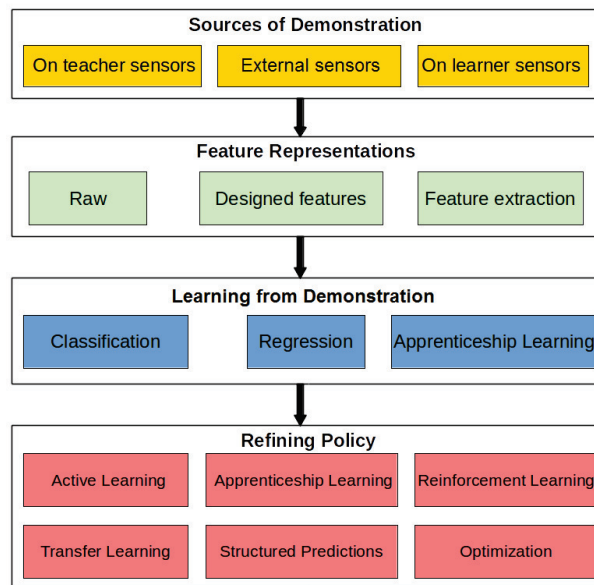 Sources of Demonstration
On teacher sensors
External sensors
On learner sensors
Feature Representations
Raw
Designed features
Feature extraction
Learning from Demonstration
Classification
Regression
Apprenticeship Learning
Refining Policy
Active Learning
Apprenticeship Learning
Reinforcement Learning
Transfer Learning
Structured Predictions
Optimization